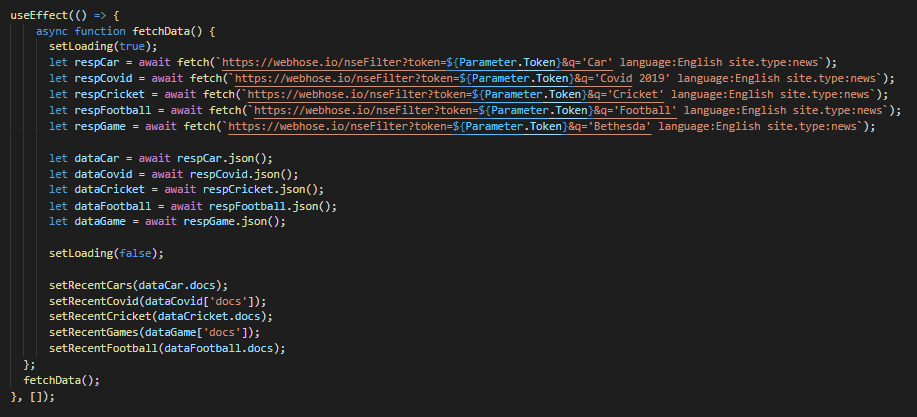 useEffect(() => {
    async function fetchData() {
      setLoading(true);
      let respCar = await fetch(`https://webhose.io/nseFilter?token=${Parameter.Token}&q='Car' language:English site.type:news`);
      let respCovid = await fetch(`https://webhose.io/nseFilter?token=${Parameter.Token}&q='Covid 2019' language:English site.type:news`);
      let respCricket = await fetch(`https://webhose.io/nseFilter?token=${Parameter.Token}&q='Cricket' language:English site.type:news`);
      let respFootball = await fetch(`https://webhose.io/nseFilter?token=${Parameter.Token}&q='Football' language:English site.type:news`);
      let respGame = await fetch(`https://webhose.io/nseFilter?token=${Parameter.Token}&q='Bethesda' language:English site.type:news`);

      let dataCar = await respCar.json();
      let dataCovid = await respCovid.json();
      let dataCricket = await respCricket.json();
      let dataFootball = await respFootball.json();
      let dataGame = await respGame.json();

      setLoading(false);

      setRecentCars(dataCar.docs);
      setRecentCovid(dataCovid['docs']);
      setRecentCricket(dataCricket.docs);
      setRecentGames(dataGame['docs']);
      setRecentFootball(dataFootball.docs);
  };
  fetchData();
}, []);